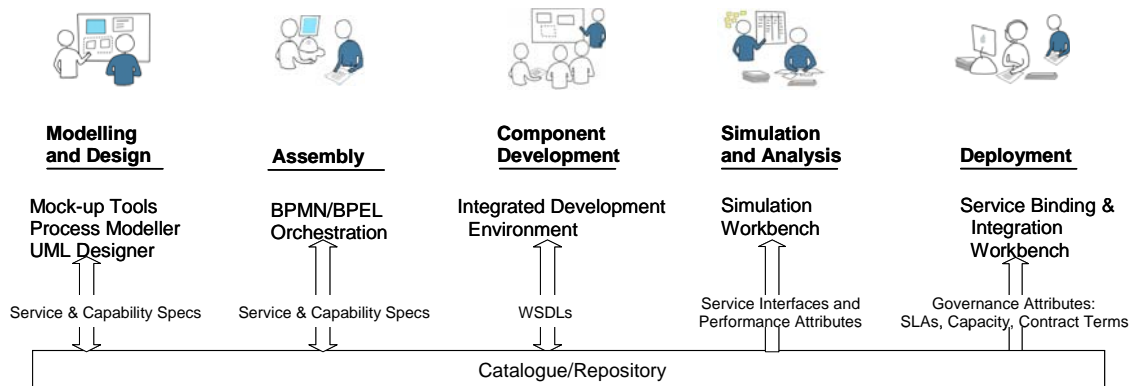 Modelling
and Design
Mock-up Tools
Process Modeller
UML Designer
Service & Capability Specs
Assembly
BPMN/BPEL
Orchestration
Service & Capability Specs
Component
Development
Integrated Development
Environment
WSDLs
Simulation
and Analysis
Simulation
Workbench
Service Interfaces and
Performance Attributes
Deployment
Service Binding &
Integration
Workbench
Governance Attributes:
SLAs, Capacity, Contract Terms
Catalogue/Repository